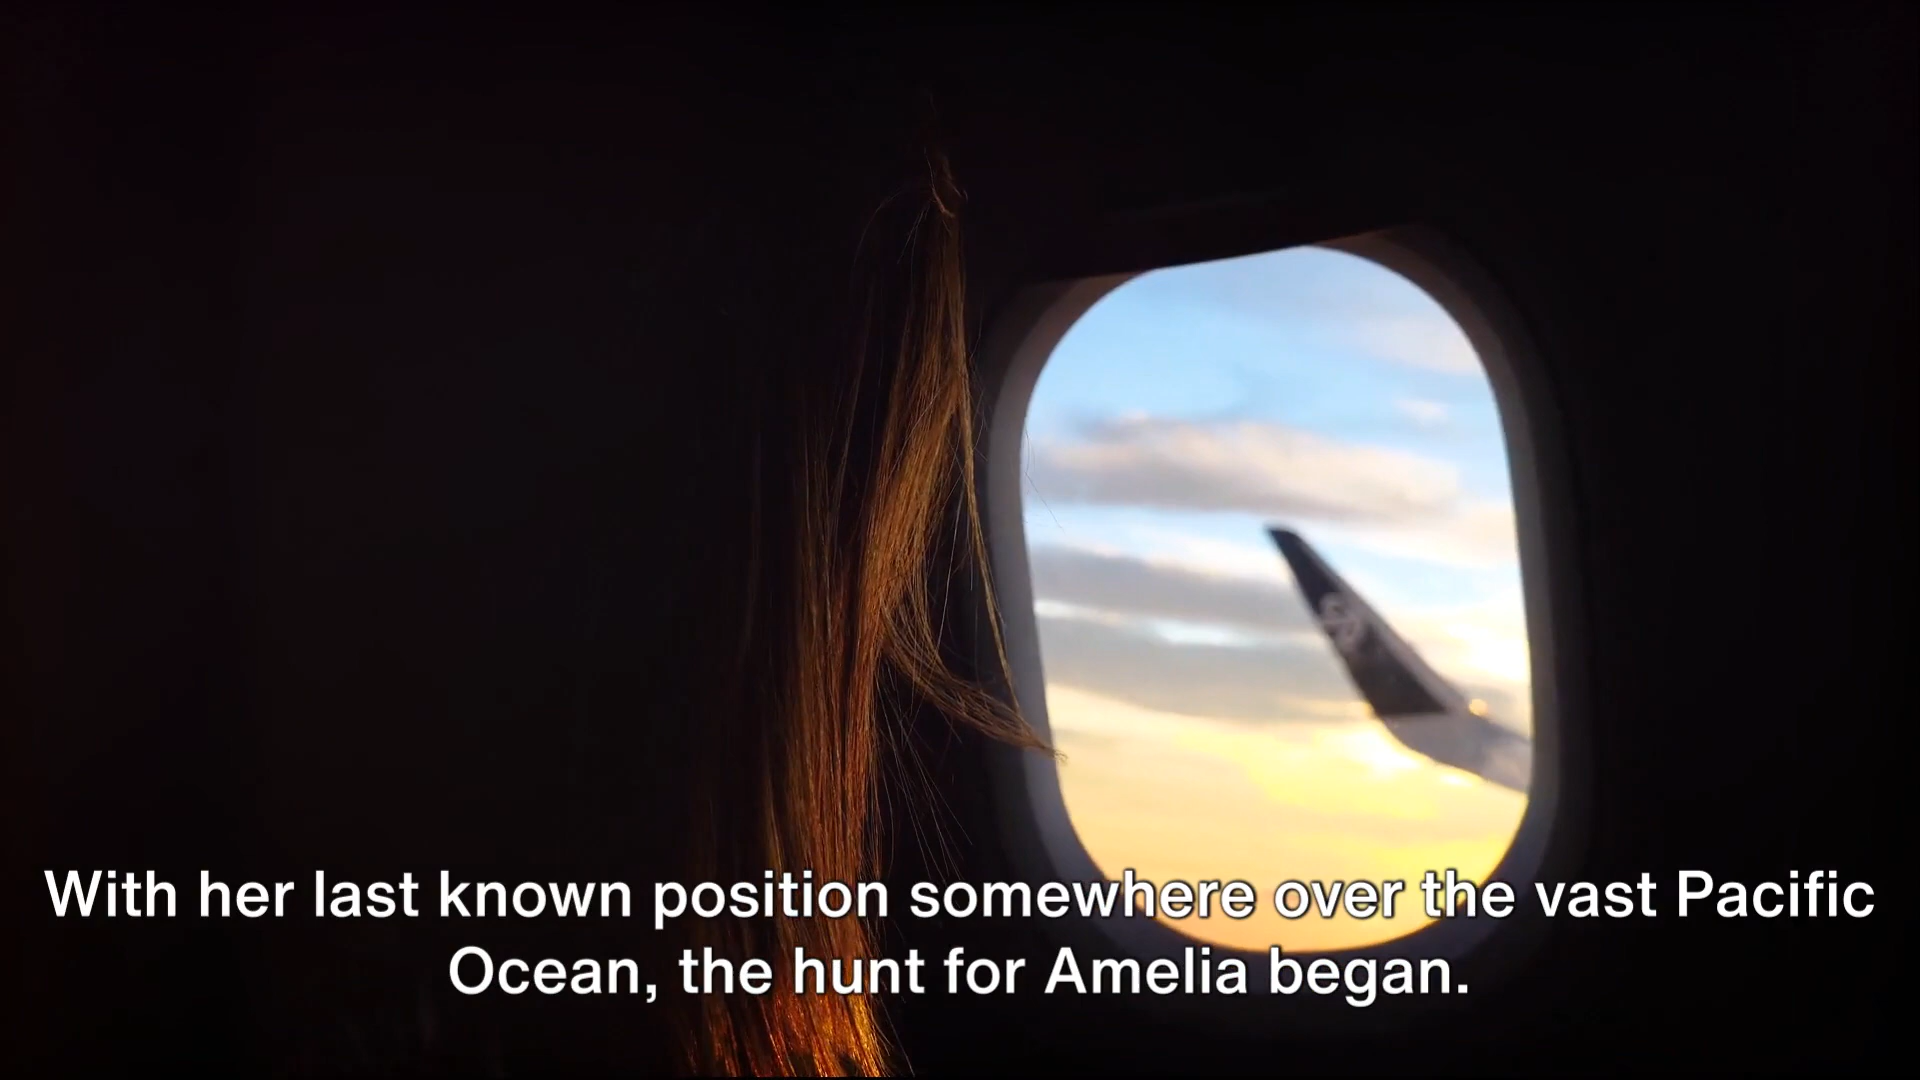 With her last known position somewhere over the vast Pacific
Ocean, the hunt for Amelia began.